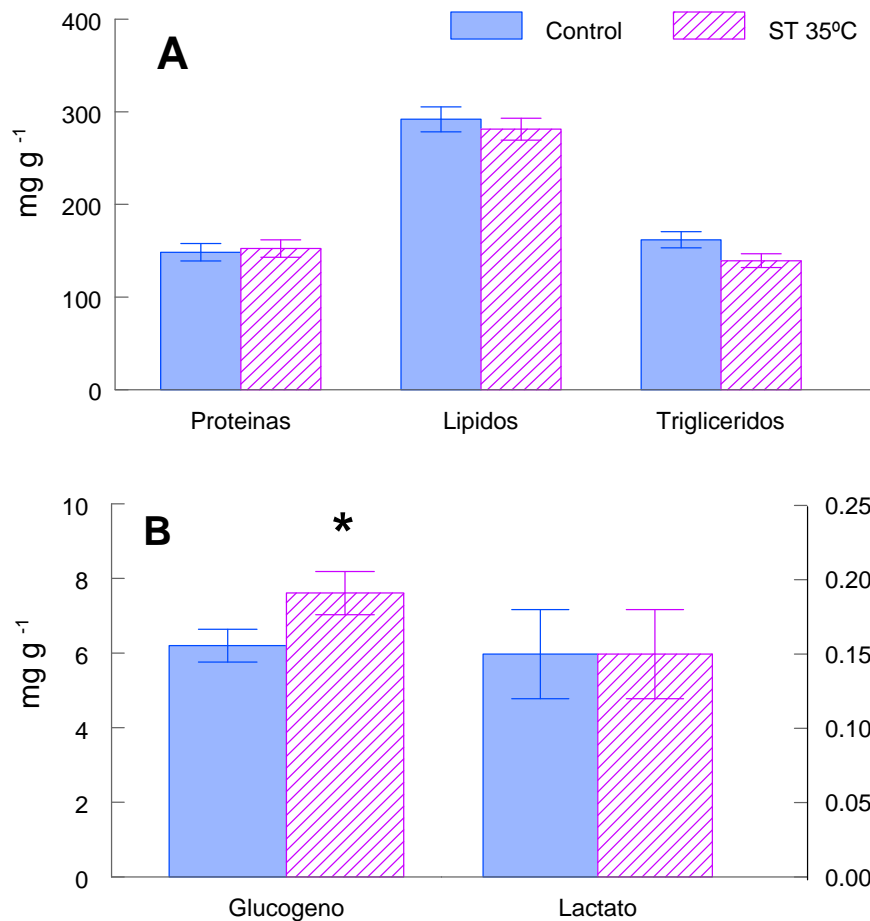 A
Control
ST 35ºC
mg g -1
400
300
200
100
0
Proteinas
Lipidos
Trigliceridos
B
*
mg g -1
10
8
6
4
2
0
0.25
0.20
0.15
0.10
0.05
0.00
Glucogeno
Lactato